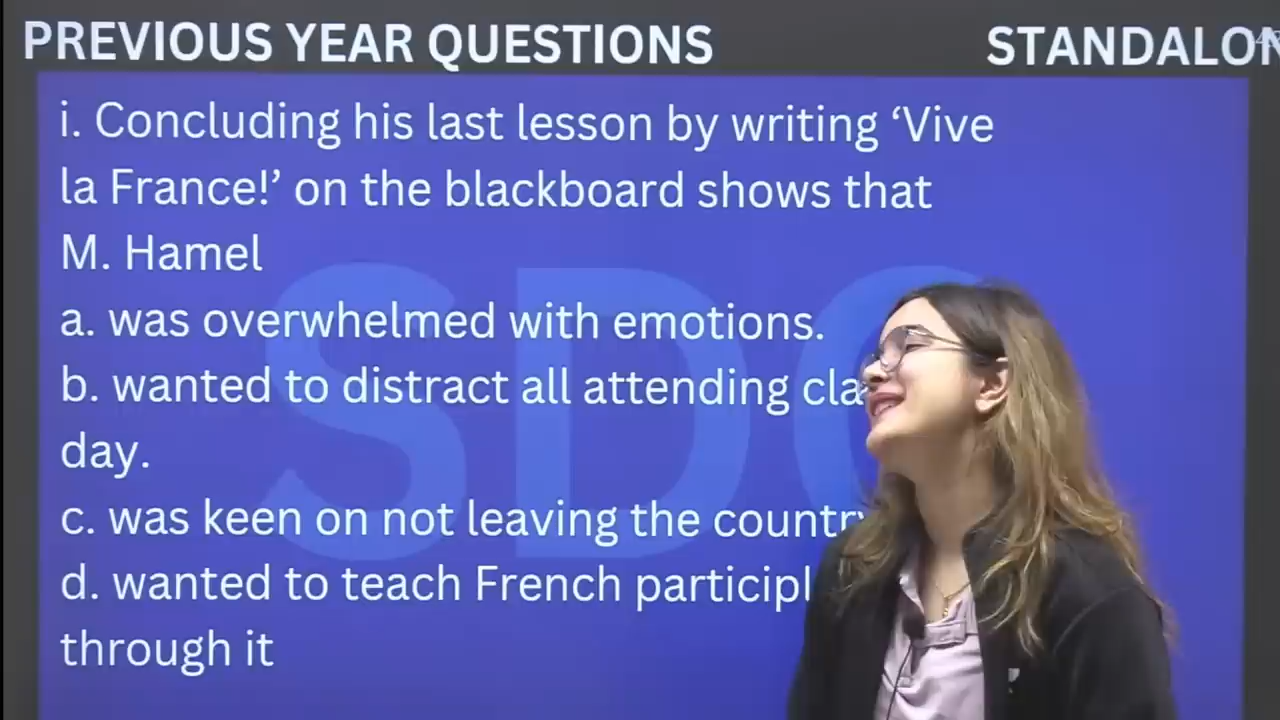 PREVIOUS YEAR QUESTIONS
STANDALON
i. Concluding his last lesson by writing ‘Vive
la France!’ on the blackboard shows that
M. Hamel
a. was overwhelmed with emotions.
b. wanted to distract all attending
day.
c. was keen on not leaving the
d. wanted to teach French
through it
SD